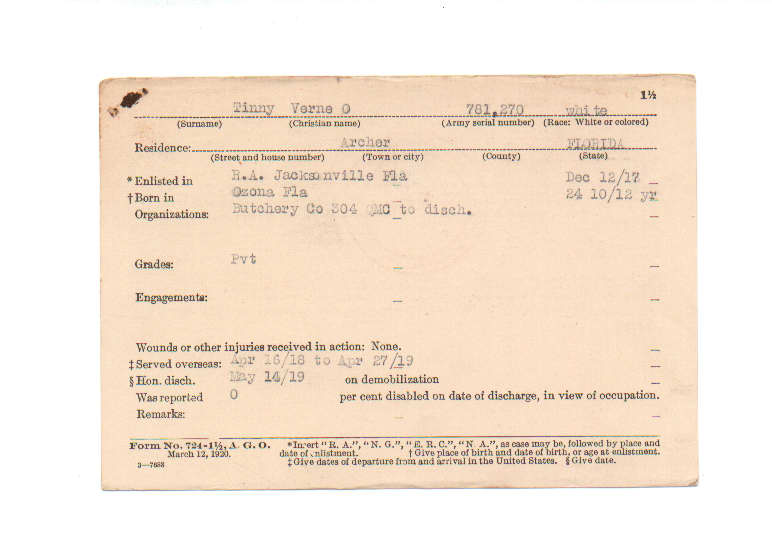 1½
Tinny Verne O 781,270 white
(Surname) (Christian name) (Army serial number) (Race: White or colored)
Residence: Archer FLORIDA
(Street and house number) (Town or city) (County) (State)
* Enlisted in R.A. Jacksonville Fla Dec 12/17
† Born in Ozona Fla 24 10/12 yr
Organizations: Butchery Co 304 QMC to disch.
Grades: Pvt
Engagements:
Wounds or other injuries received in action: None.
‡ Served overseas: Apr 16/18 to Apr 27/19
§ Hon. disch. May 14/19 on demobilization
Was reported 0 per cent disabled on date of discharge, in view of occupation.
Remarks:
Form No. 724-1½, A. G. O. *Insert "R. A.", "N. G.", "E. R. C.", "N. A.", as case may be, followed by place and
March 12, 1920. date of enlistment. † Give place of birth and date of birth, or age at enlistment.
3—7688 ‡ Give dates of departure from and arrival in the United States. § Give date.